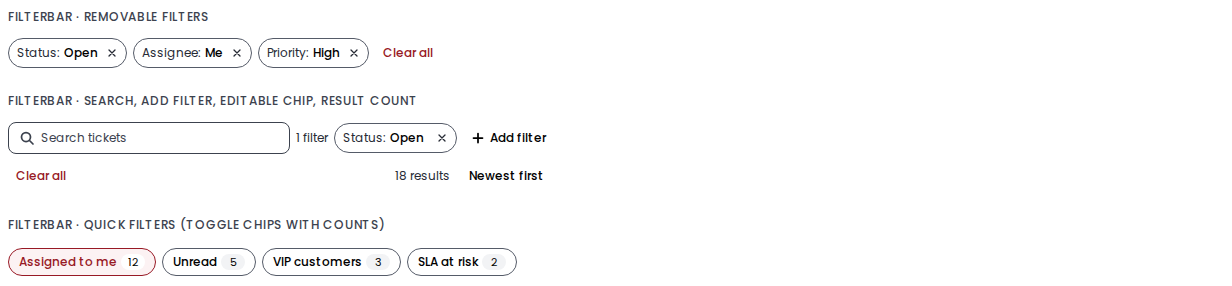 FILTERBAR · REMOVABLE FILTERS
Status: Open × Assignee: Me × Priority: High × Clear all
FILTERBAR · SEARCH, ADD FILTER, EDITABLE CHIP, RESULT COUNT
Search tickets 1 filter Status: Open × + Add filter
Clear all 18 results Newest first
FILTERBAR · QUICK FILTERS (TOGGLE CHIPS WITH COUNTS)
Assigned to me 12 Unread 5 VIP customers 3 SLA at risk 2